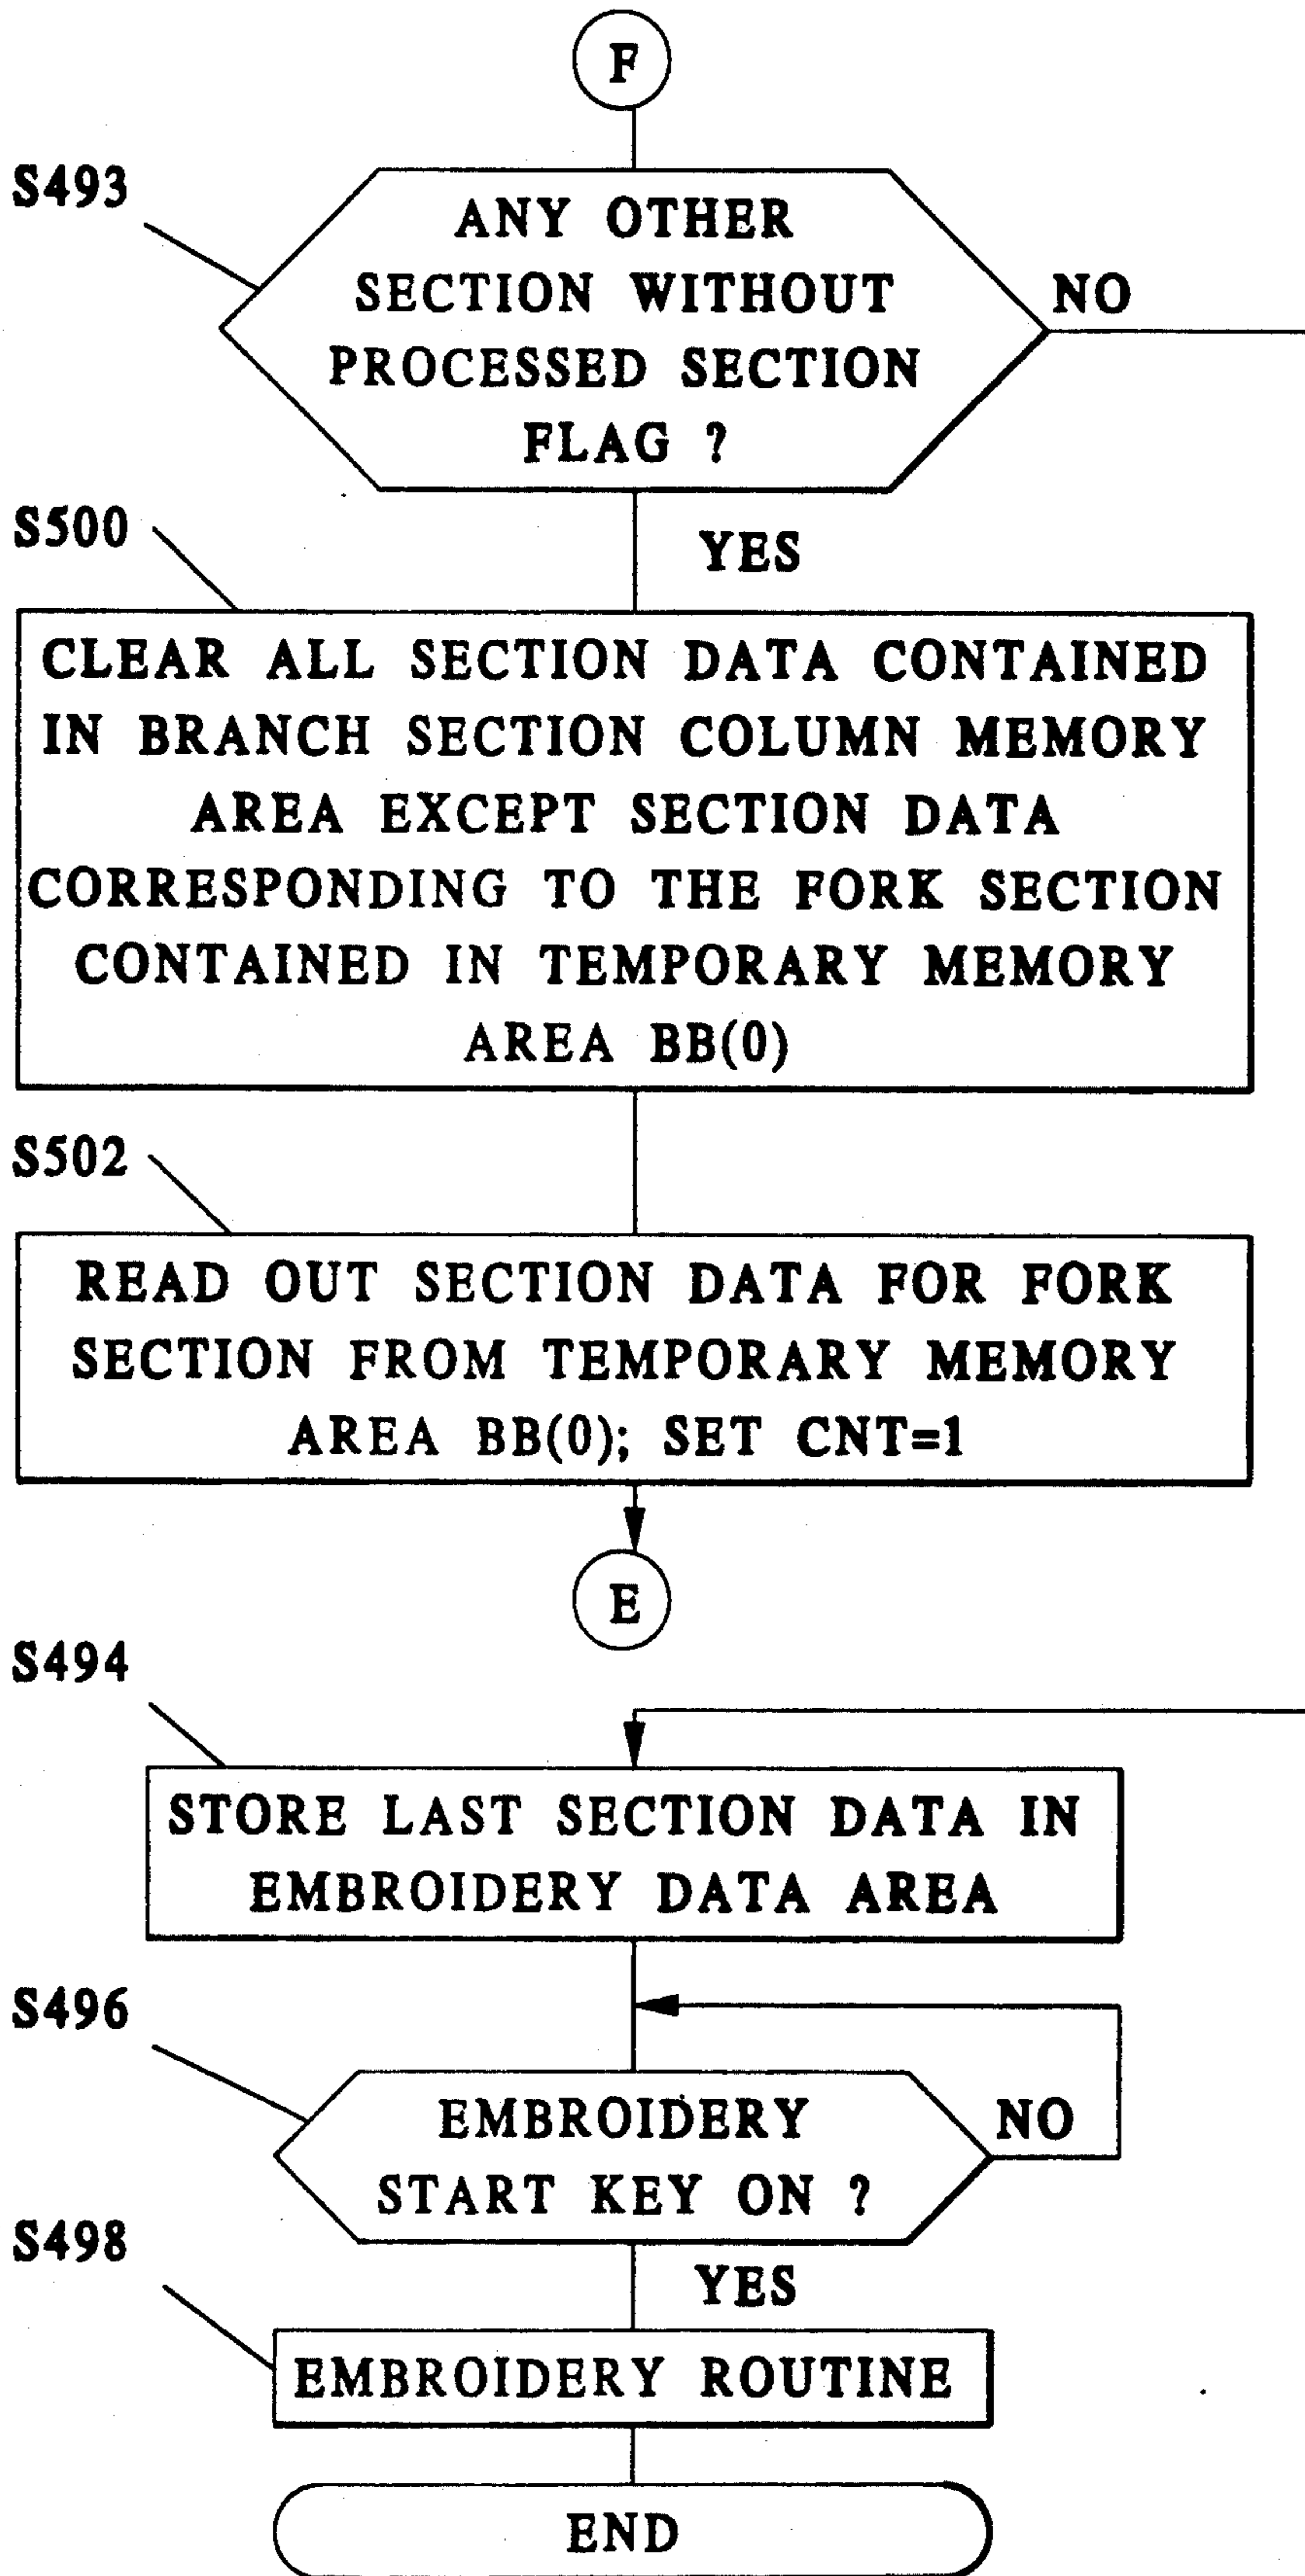 F
S493
ANY OTHER
SECTION WITHOUT
PROCESSED SECTION
FLAG ?
NO
YES
S500
CLEAR ALL SECTION DATA CONTAINED
IN BRANCH SECTION COLUMN MEMORY
AREA EXCEPT SECTION DATA
CORRESPONDING TO THE FORK SECTION
CONTAINED IN TEMPORARY MEMORY
AREA BB(0)
S502
READ OUT SECTION DATA FOR FORK
SECTION FROM TEMPORARY MEMORY
AREA BB(0); SET CNT=1
E
S494
STORE LAST SECTION DATA IN
EMBROIDERY DATA AREA
S496
EMBROIDERY
START KEY ON ?
NO
YES
S498
EMBROIDERY ROUTINE
END